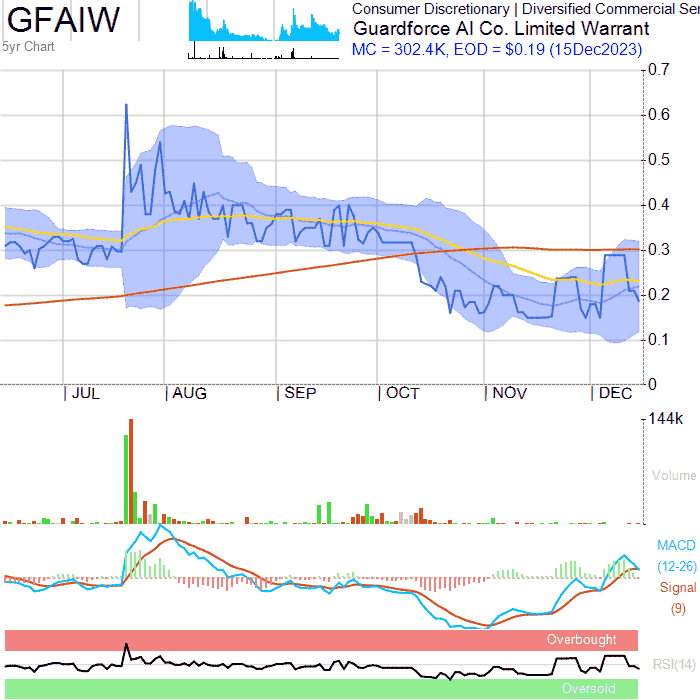 GFAIW
5yr Chart
Consumer Discretionary | Diversified Commercial Ser
Guardforce AI Co. Limited Warrant
MC = 302.4K, EOD = $0.19 (15Dec2023)
0.7
0.6
0.5
0.4
0.3
0.2
0.1
0
JUL AUG SEP OCT NOV DEC
144k
Volume
MACD
(12-26)
Signal
(9)
Overbought
RSI(14)
Oversold